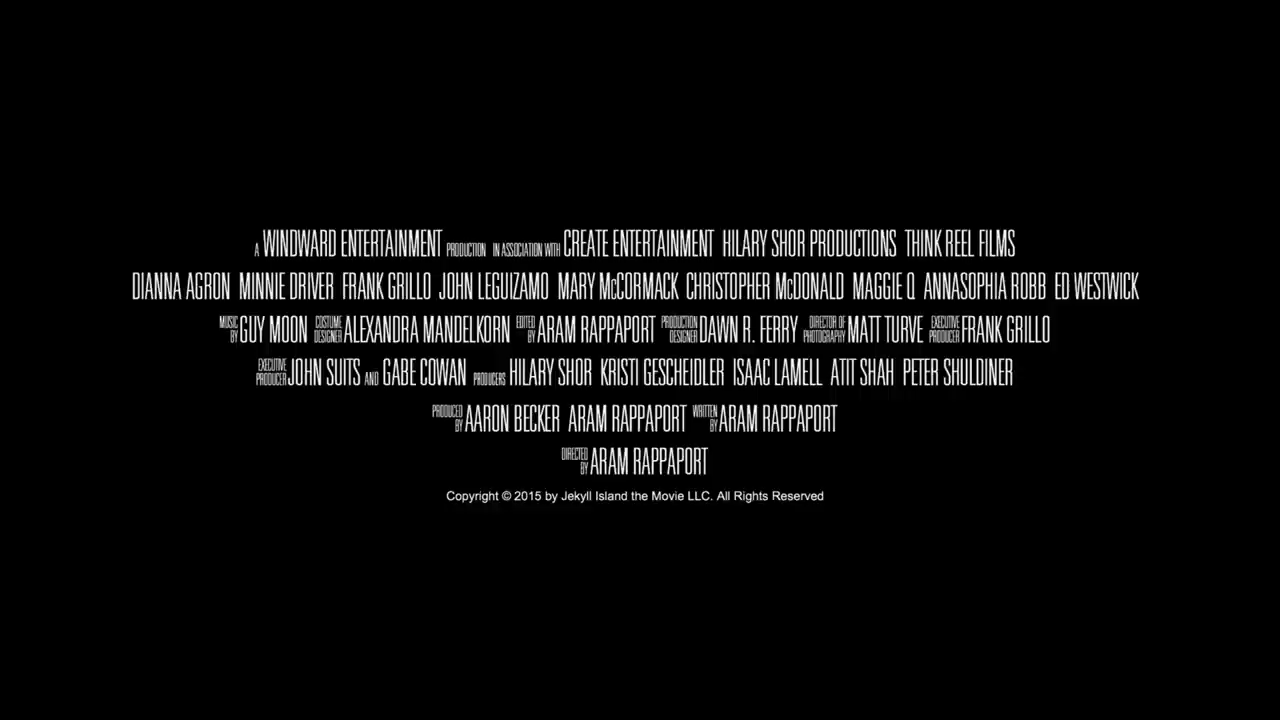 A WINDWARD ENTERTAINMENT PRODUCTION IN ASSOCIATION WITH CREATE ENTERTAINMENT HILARY SHOR PRODUCTIONS THINK REEL FILMS
DIANNA AGRON MINNIE DRIVER FRANK GRILLO JOHN LEGUIZAMO MARY McCORMACK CHRISTOPHER McDONALD MAGGIE Q ANNASOPHIA ROBB ED WESTWICK
MUSIC BY GUY MOON COSTUME DESIGNER ALEXANDRA MANDELKORN EDITED BY ARAM RAPPAPORT PRODUCTION DESIGNER DAWN R. FERRY DIRECTOR OF PHOTOGRAPHY MATT TURVE EXECUTIVE PRODUCER FRANK GRILLO
EXECUTIVE PRODUCER JOHN SUITS AND GABE COWAN PRODUCERS HILARY SHOR KRISTI GESCHEIDLER ISAAC LAMELL ATIT SHAH PETER SHULDINER
PRODUCED BY AARON BECKER ARAM RAPPAPORT WRITTEN BY ARAM RAPPAPORT
DIRECTED BY ARAM RAPPAPORT
Copyright © 2015 by Jekyll Island the Movie LLC. All Rights Reserved